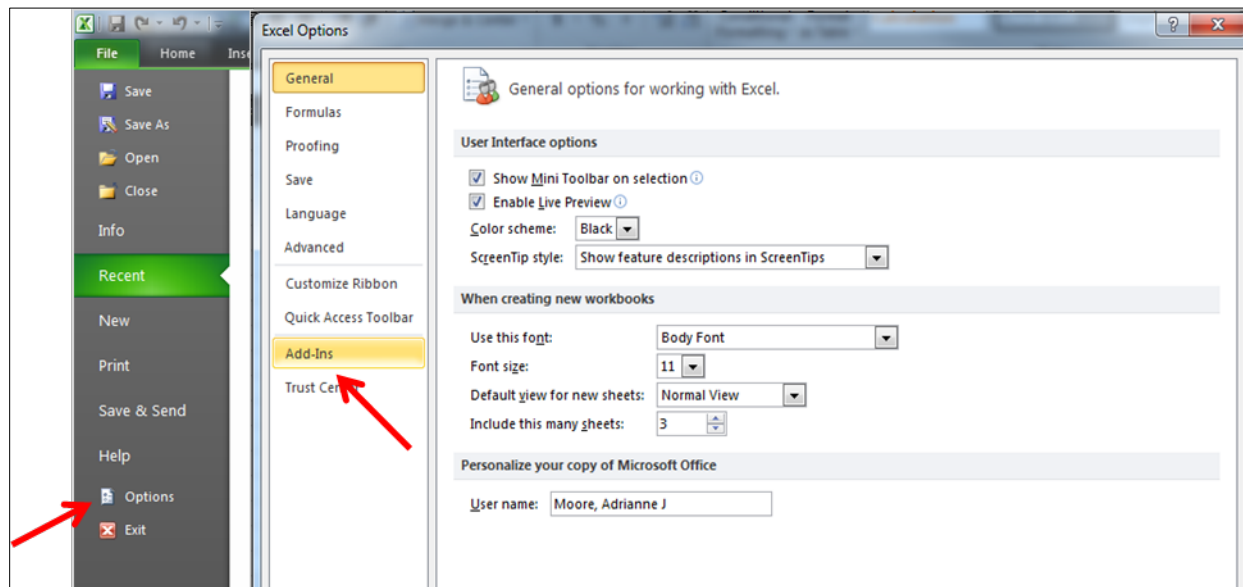 Excel Options
File Home Inse
Save
Save As
Open
Close
Info
Recent
New
Print
Save & Send
Help
Options
Exit
General
Formulas
Proofing
Save
Language
Advanced
Customize Ribbon
Quick Access Toolbar
Add-Ins
Trust Cen
General options for working with Excel.
User Interface options
Show Mini Toolbar on selection
Enable Live Preview
Color scheme: Black
ScreenTip style: Show feature descriptions in ScreenTips
When creating new workbooks
Use this font: Body Font
Font size: 11
Default view for new sheets: Normal View
Include this many sheets: 3
Personalize your copy of Microsoft Office
User name: Moore, Adrianne J